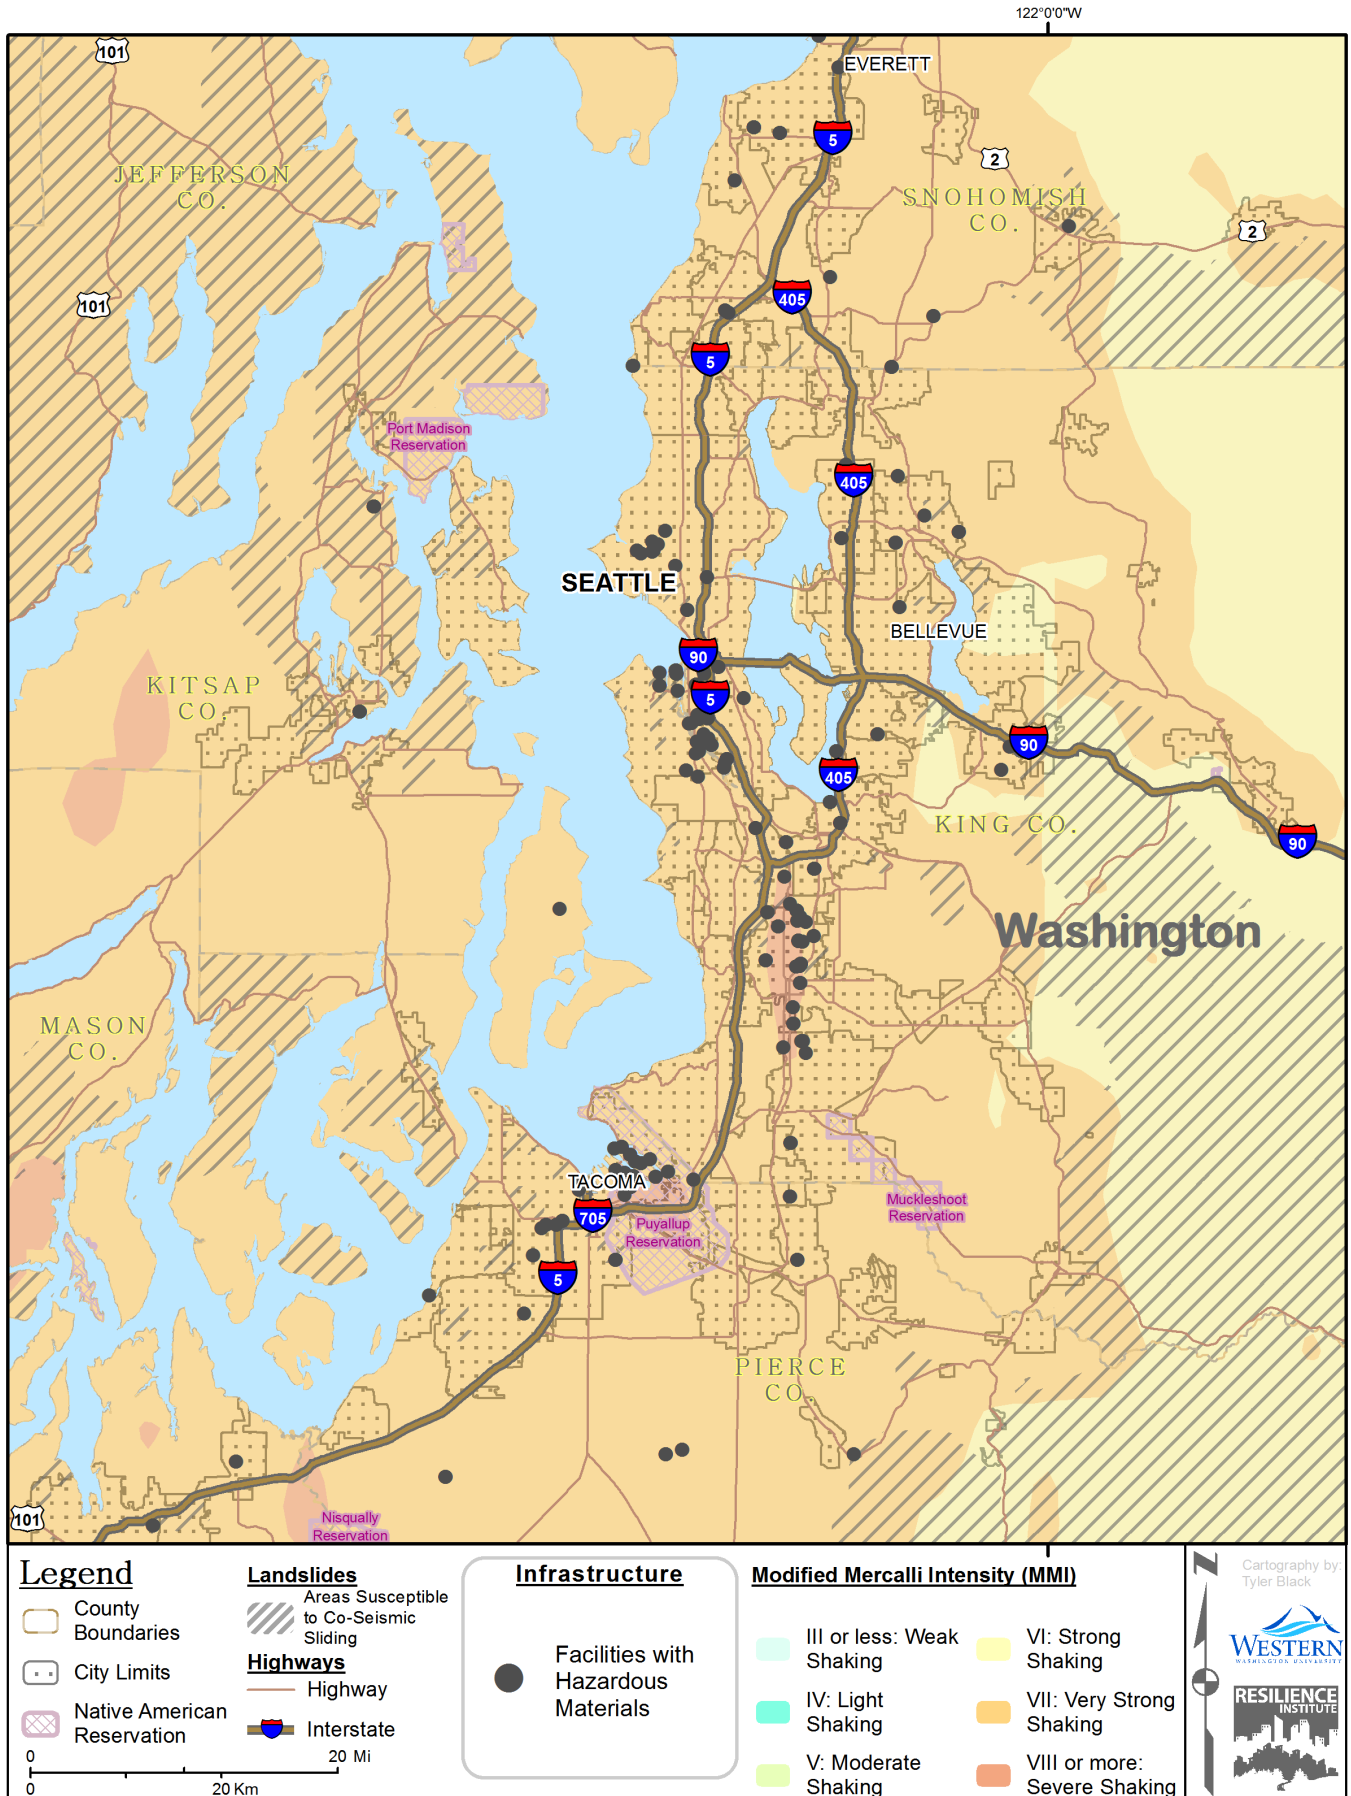 122°0'0"W
101
EVERETT
5
2
JEFFERSON
CO.
SNOHOMISH
CO.
2
101
405
5
Port Madison
Reservation
405
SEATTLE
BELLEVUE
90
KITSAP
CO.
5
90
405
KING CO.
90
Washington
MASON
CO.
TACOMA
Muckleshoot
Reservation
705
Puyallup
Reservation
5
PIERCE
CO.
101
Nisqually
Reservation
Legend
County
Boundaries
City Limits
Native American
Reservation
0
20 Mi
0
20 Km
Landslides
Areas Susceptible
to Co-Seismic
Sliding
Highways
Highway
Interstate
Infrastructure
Facilities with
Hazardous
Materials
Modified Mercalli Intensity (MMI)
III or less: Weak
Shaking
IV: Light
Shaking
V: Moderate
Shaking
VI: Strong
Shaking
VII: Very Strong
Shaking
VIII or more:
Severe Shaking
N
Cartography by:
Tyler Black
WESTERN
WASHINGTON UNIVERSITY
RESILIENCE
INSTITUTE